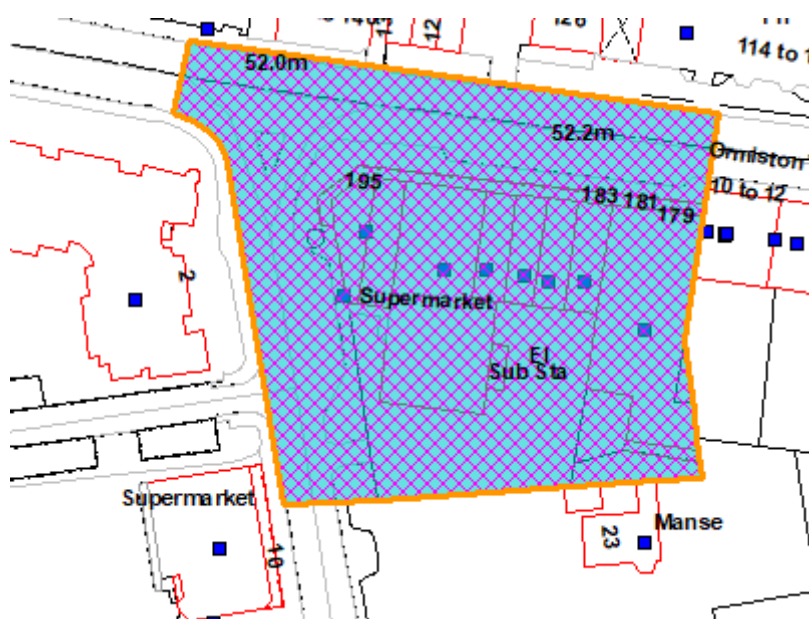 12
114 to 1
52.0m
52.2m
Ormiston
10 to 12
195
183
181
179
2
Supermarket
El
Sub Sta
Supermarket
10
23
Manse